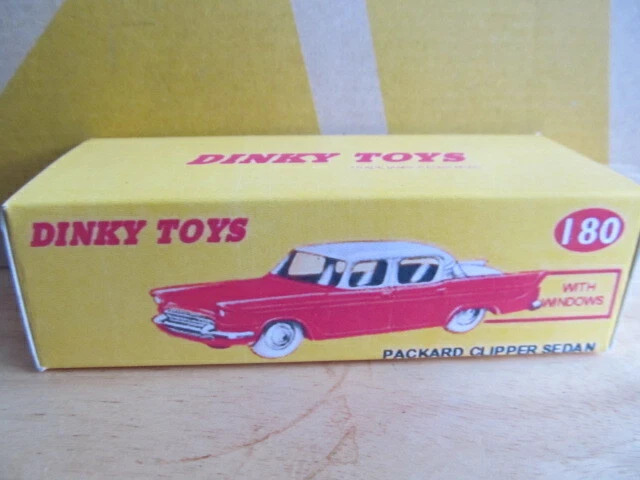 DINKY TOYS
DINKY TOYS
180
WITH
WINDOWS
PACKARD CLIPPER SEDAN